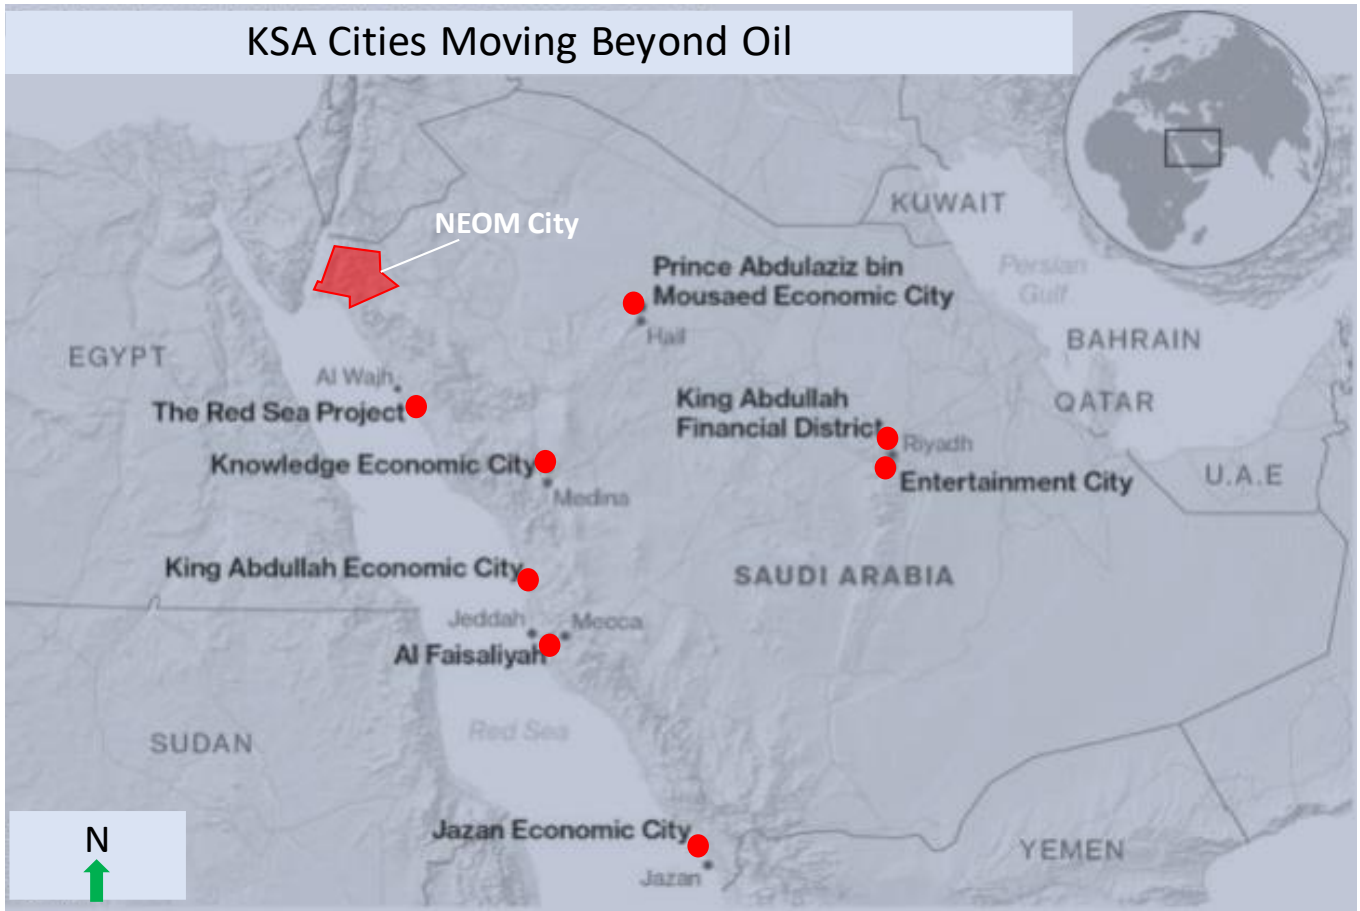 KSA Cities Moving Beyond Oil
KUWAIT
NEOM City
Persian
Gulf
Prince Abdulaziz bin
Mousaed Economic City
Hail
BAHRAIN
EGYPT
Al Wajh
The Red Sea Project
King Abdullah
Financial District
QATAR
Riyadh
Knowledge Economic City
Medina
Entertainment City
U.A.E
King Abdullah Economic City
SAUDI ARABIA
Jeddah
Mecca
Al Faisaliyah
Red Sea
SUDAN
Jazan Economic City
Jazan
YEMEN
N